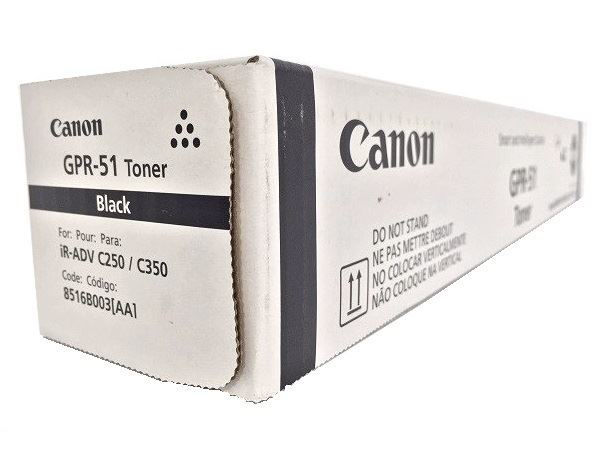 Canon
GPR-51 Toner
Black
For: Pour: Para:
iR-ADV C250 / C350
Code: Código:
8516B003[AA]
Canon
DO NOT STAND
NE PAS METTRE DEBOUT
NO COLOCAR VERTICALMENTE
NÃO COLOQUE NA VERTICAL
GPR-51
Toner